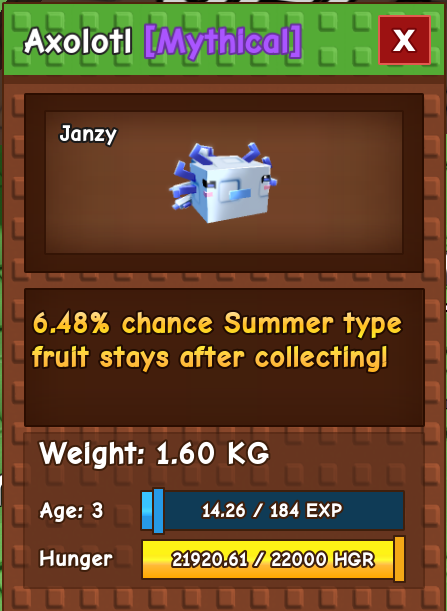 Axolotl [Mythical]
X
Janzy
6.48% chance Summer type
fruit stays after collecting!
Weight: 1.60 KG
Age: 3
14.26 / 184 EXP
Hunger
21920.61 / 22000 HGR